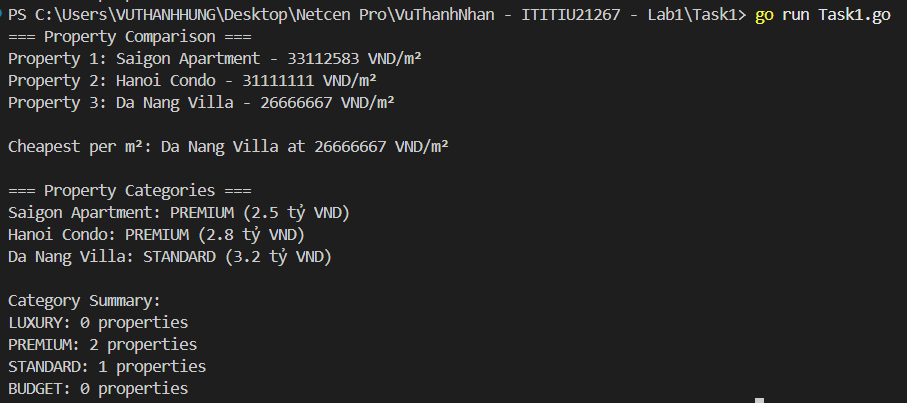 PS C:\Users\VUTHANHHUNG\Desktop\Netcen Pro\VuThanhNhan - ITITIU21267 - Lab1\Task1> go run Task1.go
=== Property Comparison ===
Property 1: Saigon Apartment - 33112583 VND/m²
Property 2: Hanoi Condo - 31111111 VND/m²
Property 3: Da Nang Villa - 26666667 VND/m²

Cheapest per m²: Da Nang Villa at 26666667 VND/m²

=== Property Categories ===
Saigon Apartment: PREMIUM (2.5 tỷ VND)
Hanoi Condo: PREMIUM (2.8 tỷ VND)
Da Nang Villa: STANDARD (3.2 tỷ VND)

Category Summary:
LUXURY: 0 properties
PREMIUM: 2 properties
STANDARD: 1 properties
BUDGET: 0 properties